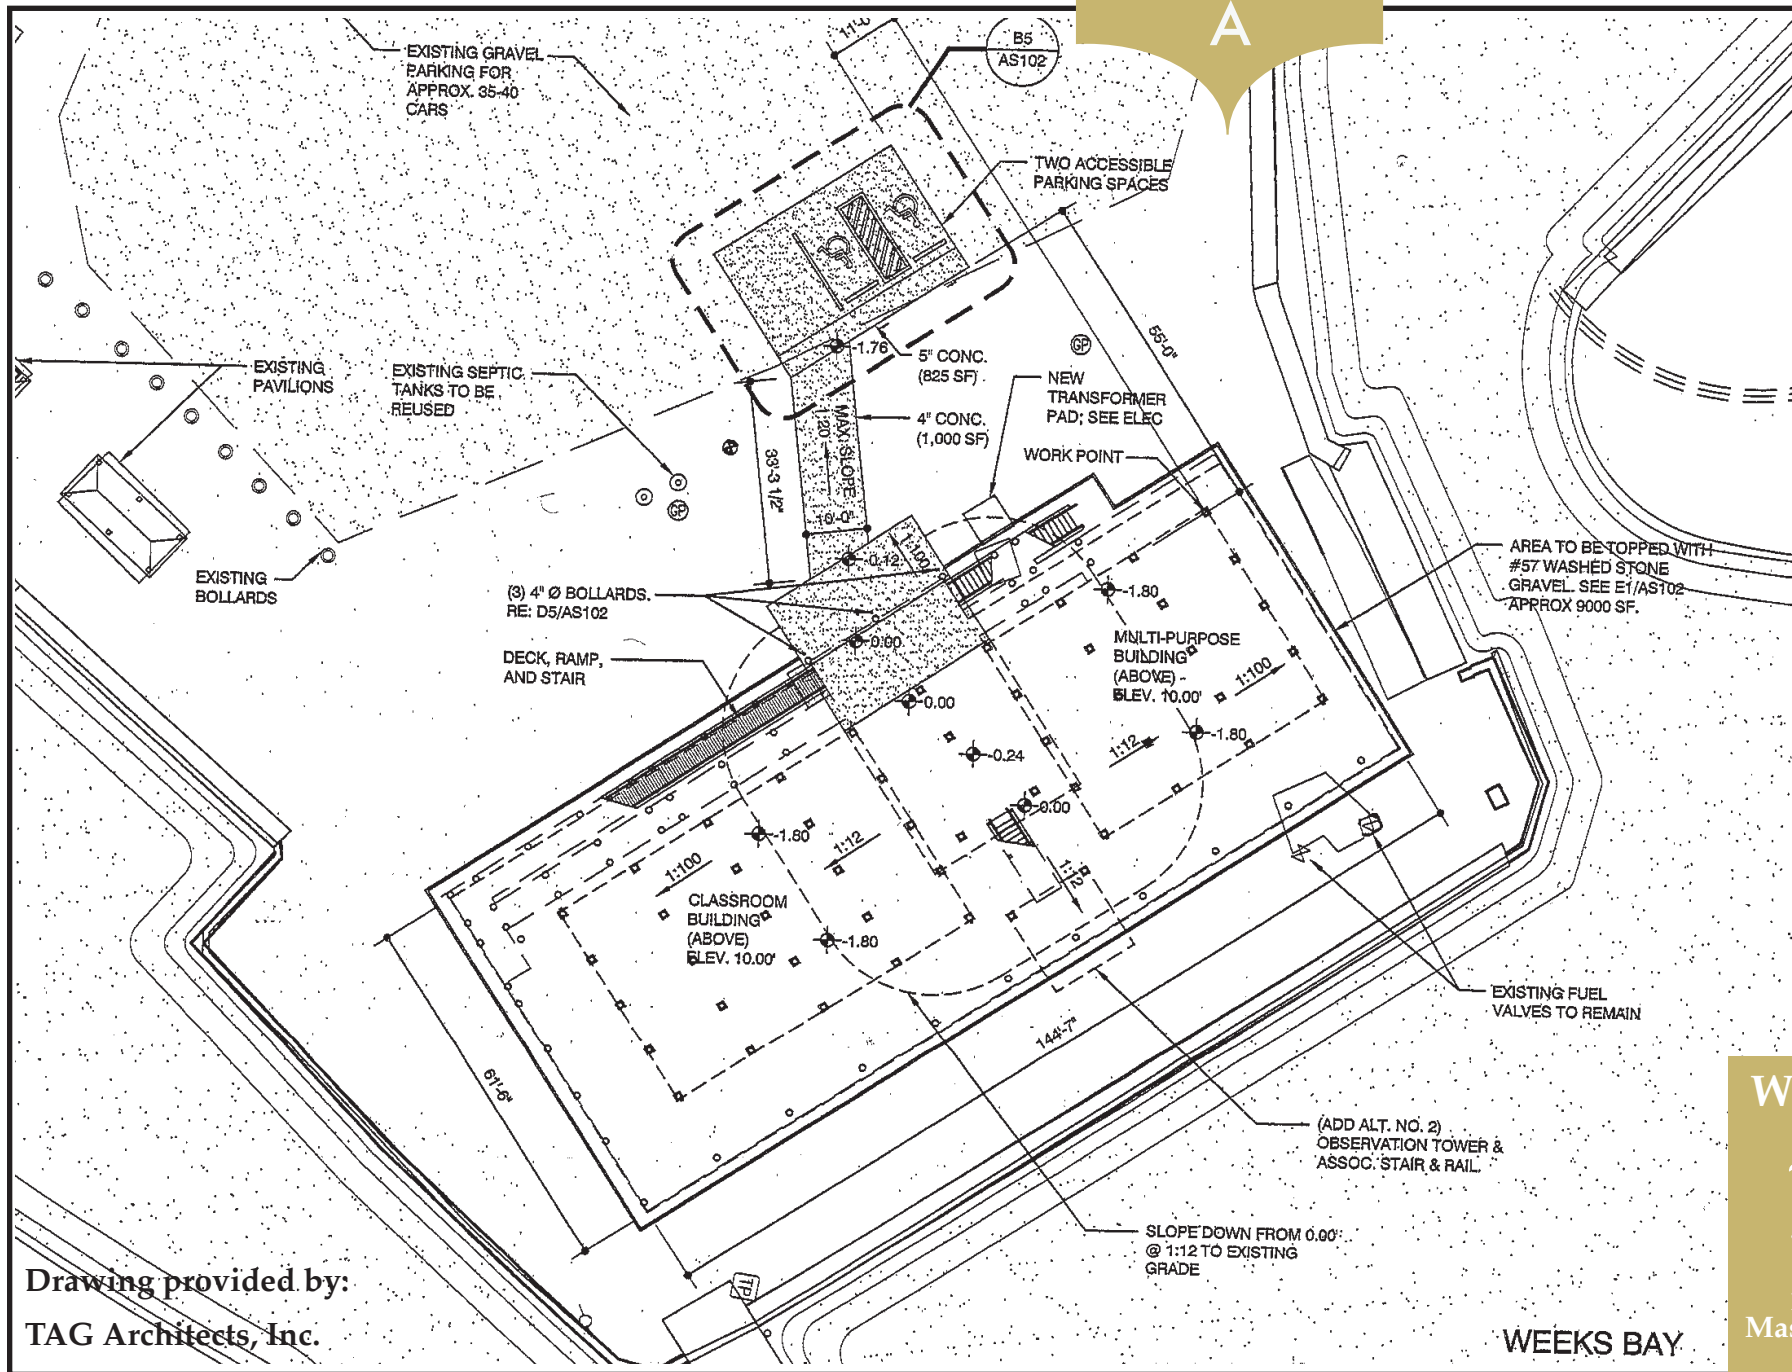 A
EXISTING GRAVEL
PARKING FOR
APPROX. 35-40
CARS
B5
AS102
TWO ACCESSIBLE
PARKING SPACES
EXISTING
PAVILIONS
EXISTING SEPTIC
TANKS TO BE
REUSED
-1.76
5" CONC.
(825 SF)
GP
55'-0"
NEW
TRANSFORMER
PAD; SEE ELEC
4" CONC.
(1,000 SF)
MAX. SLOPE
1:20
33'-3 1/2"
WORK POINT
GP
10'-0"
1:100
-0.12
EXISTING
BOLLARDS
(3) 4" Ø BOLLARDS.
RE: D5/AS102
AREA TO BE TOPPED WITH
#57 WASHED STONE
GRAVEL. SEE E1/AS102
APPROX 9000 SF.
-1.80
-0.00
DECK, RAMP,
AND STAIR
MULTI-PURPOSE
BUILDING
(ABOVE) -
ELEV. 10.00'
1:100
-0.00
-1.80
1:12
-0.24
-0.00
-1.80
1:12
1:100
1:12
CLASSROOM
BUILDING
(ABOVE)
ELEV. 10.00'
-1.80
EXISTING FUEL
VALVES TO REMAIN
144'-7"
61'-6"
(ADD ALT. NO. 2)
OBSERVATION TOWER &
ASSOC. STAIR & RAIL.
SLOPE DOWN FROM 0.00'
@ 1:12 TO EXISTING
GRADE
TP
Drawing provided by:
TAG Architects, Inc.
WEEKS BAY
W
Mas